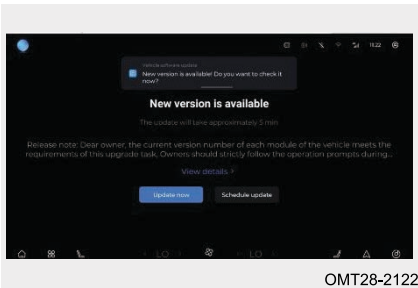 11:22
Vehicle software update
New version is available! Do you want to check it
now?
New version is available
The update will take approximately 5 min
Release note: Dear owner, the current version number of each module of the vehicle meets the
requirements of this upgrade task, Owners should strictly follow the operation prompts during...
View details >
Update now
Schedule update
LO
LO
OMT28-2122